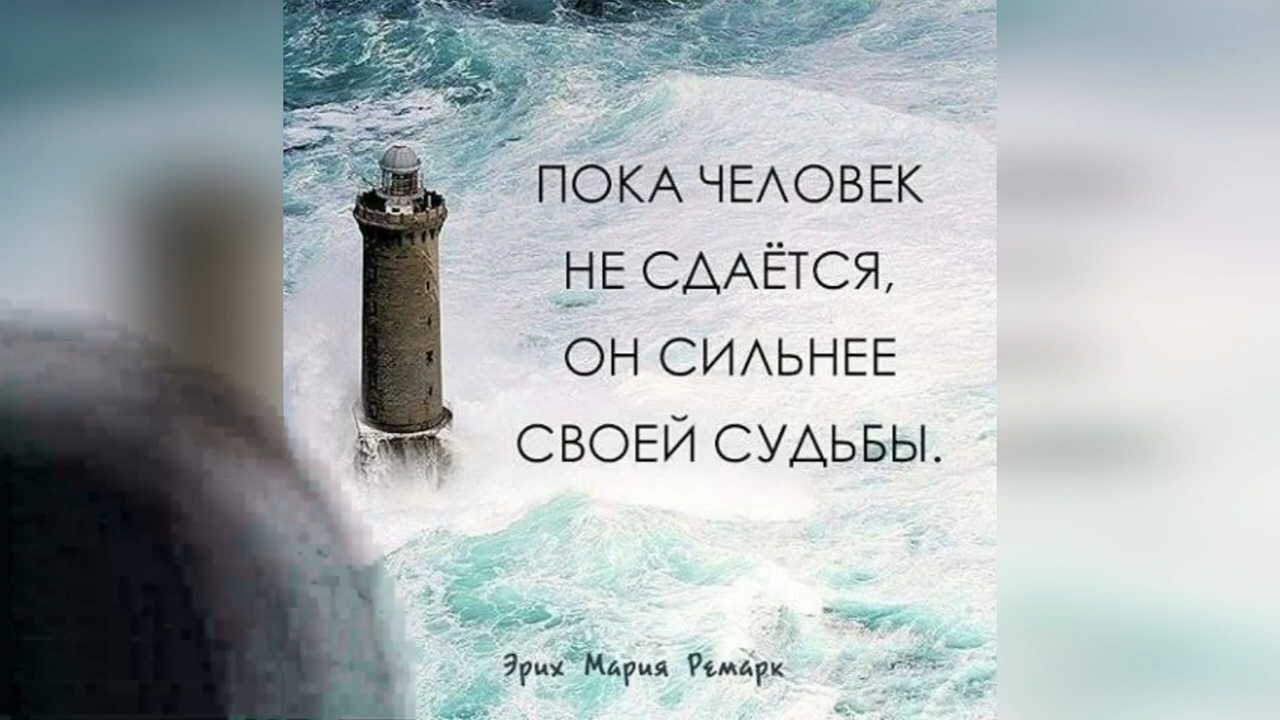 ПОКА ЧЕЛОВЕК
НЕ СДАЁТСЯ,
ОН СИЛЬНЕЕ
СВОЕЙ СУДЬБЫ.
Эрих Мария Ремарк